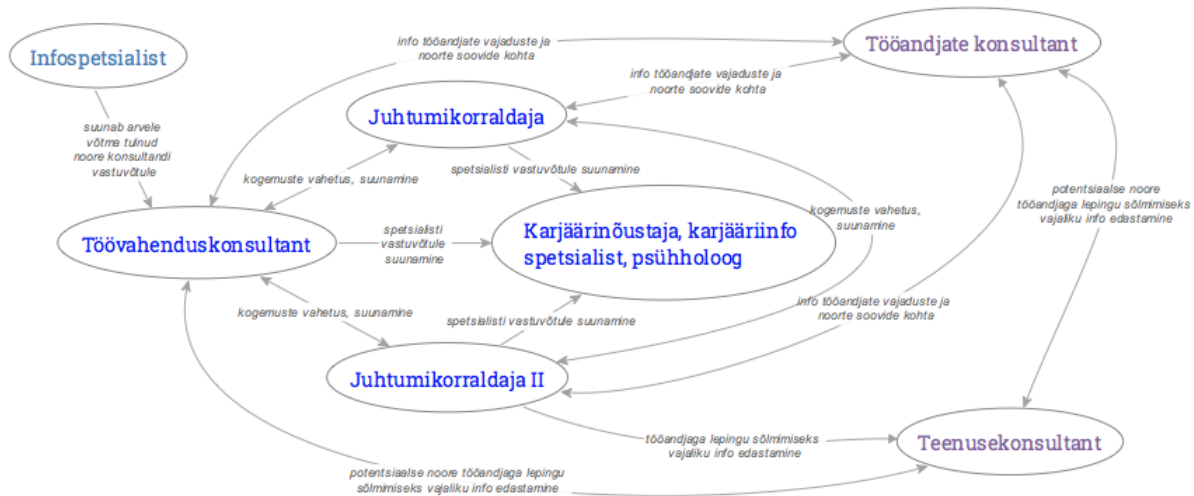 Infospetsialist
info tööandjate vajaduste ja
noorte soovide kohta
Tööandjate konsultant
info tööandjate vajaduste ja
noorte soovide kohta
Juhtumikorraldaja
suunab arvele
võtma tulnud
noore konsultandi
vastuvõtule
kogemuste vahetus, suunamine
spetsialisti vastuvõtule suunamine
potentsiaalse noore
tööandjaga lepingu sõlmimiseks
vajaliku info edastamine
kogemuste vahetus,
suunamine
Töövahenduskonsultant
spetsialisti
vastuvõtule
suunamine
Karjäärinõustaja, karjääriinfo
spetsialist, psühholoog
kogemuste vahetus, suunamine
spetsialisti vastuvõtule suunamine
info tööandjate vajaduste ja
noorte soovide kohta
Juhtumikorraldaja II
tööandjaga lepingu sõlmimiseks
vajaliku info edastamine
Teenusekonsultant
potentsiaalse noore tööandjaga lepingu
sõlmimiseks vajaliku info edastamine